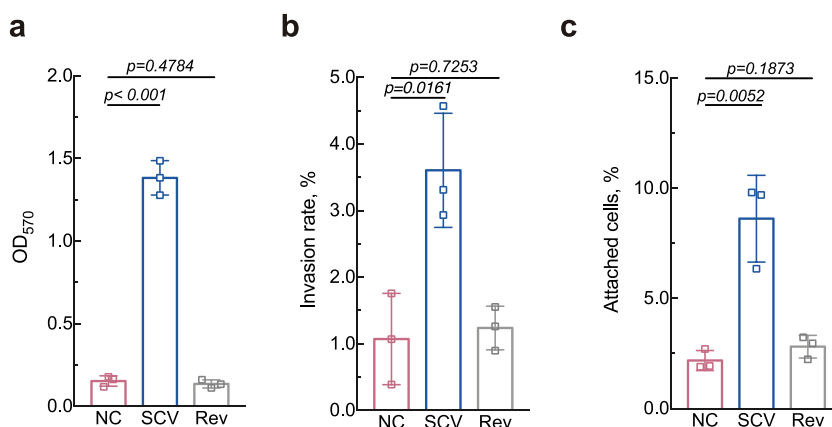 a
p=0.4784
p< 0.001
2.0
1.5
1.0
0.5
0.0
OD570
NC SCV Rev
b
p=0.7253
p=0.0161
5.0
4.0
3.0
2.0
1.0
0.0
Invasion rate, %
NC SCV Rev
c
p=0.1873
p=0.0052
15.0
10.0
5.0
0.0
Attached cells, %
NC SCV Rev